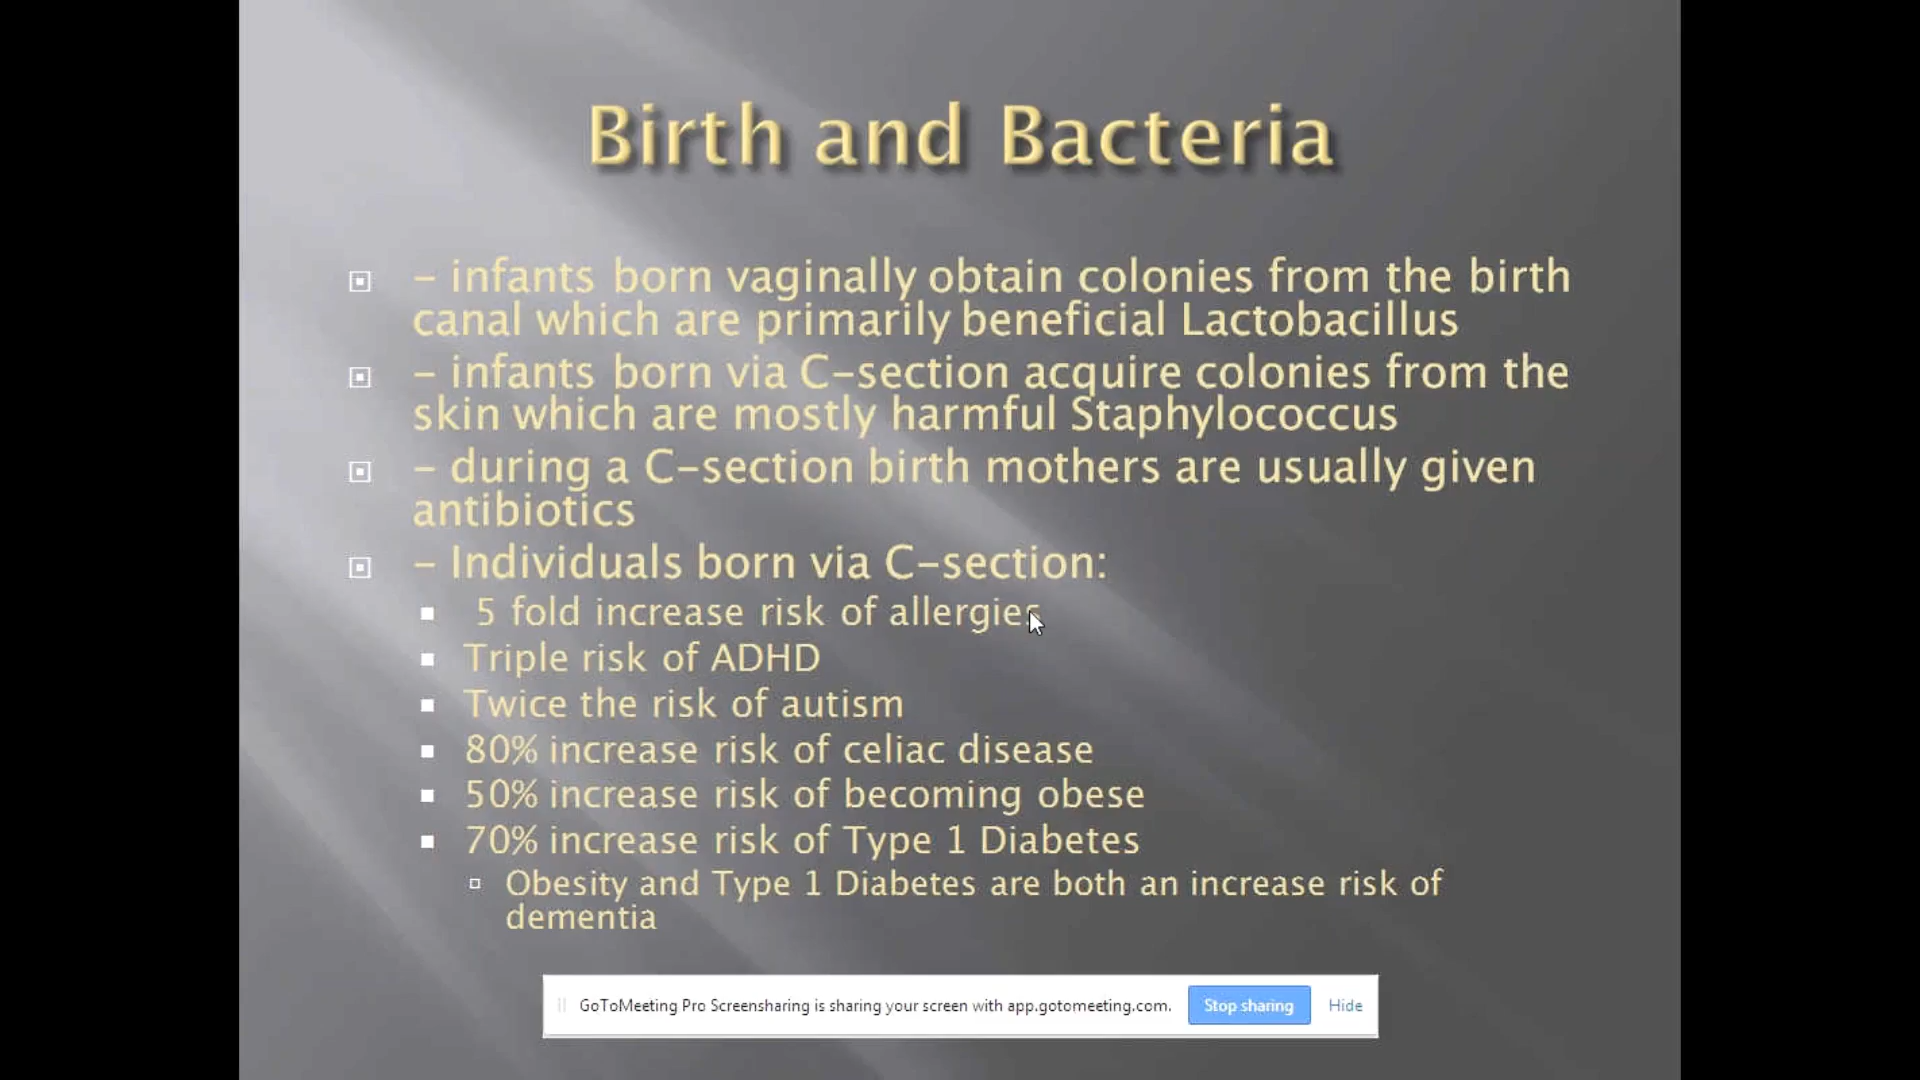 Birth and Bacteria
– infants born vaginally obtain colonies from the birth
canal which are primarily beneficial Lactobacillus
– infants born via C-section acquire colonies from the
skin which are mostly harmful Staphylococcus
– during a C-section birth mothers are usually given
antibiotics
– Individuals born via C-section:
5 fold increase risk of allergies
Triple risk of ADHD
Twice the risk of autism
80% increase risk of celiac disease
50% increase risk of becoming obese
70% increase risk of Type 1 Diabetes
Obesity and Type 1 Diabetes are both an increase risk of
dementia
GoToMeeting Pro Screensharing is sharing your screen with app.gotomeeting.com. Stop sharing Hide